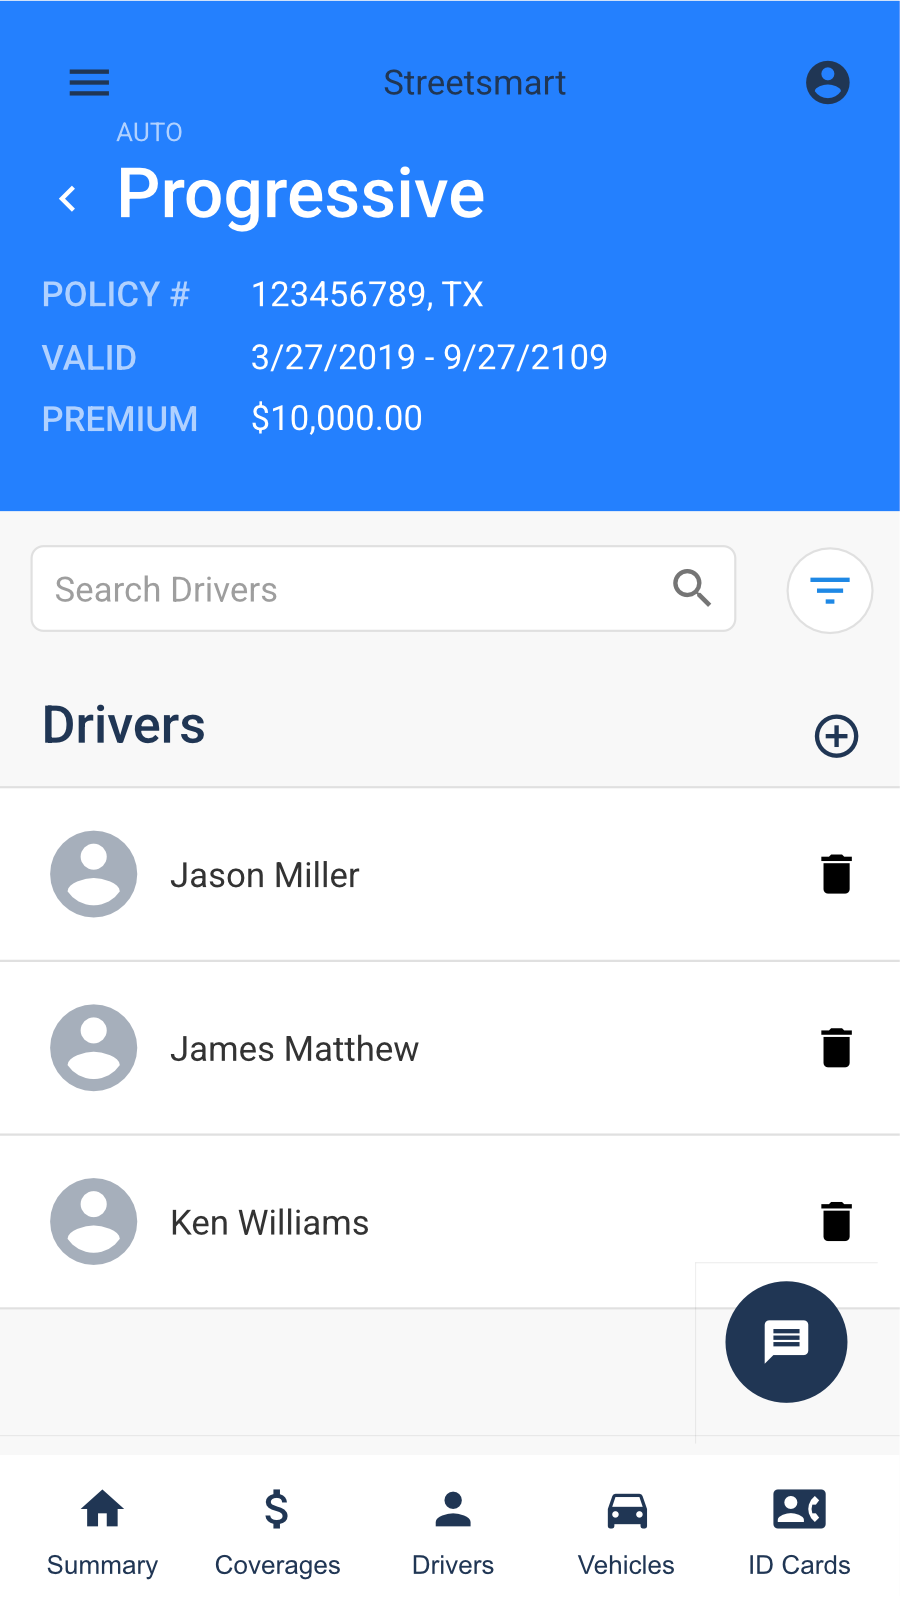 Streetsmart
AUTO
Progressive
POLICY # 123456789, TX
VALID 3/27/2019 - 9/27/2109
PREMIUM $10,000.00
Search Drivers
Drivers
Jason Miller
James Matthew
Ken Williams
Summary Coverages Drivers Vehicles ID Cards